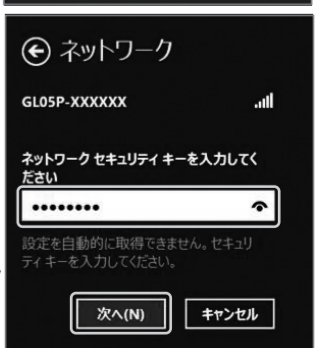 ネットワーク
GL05P-XXXXXX
ネットワーク セキュリティ キーを入力してく
ださい
••••••••
設定を自動的に取得できません。セキュリ
ティ キーを入力してください。
次へ(N)
キャンセル